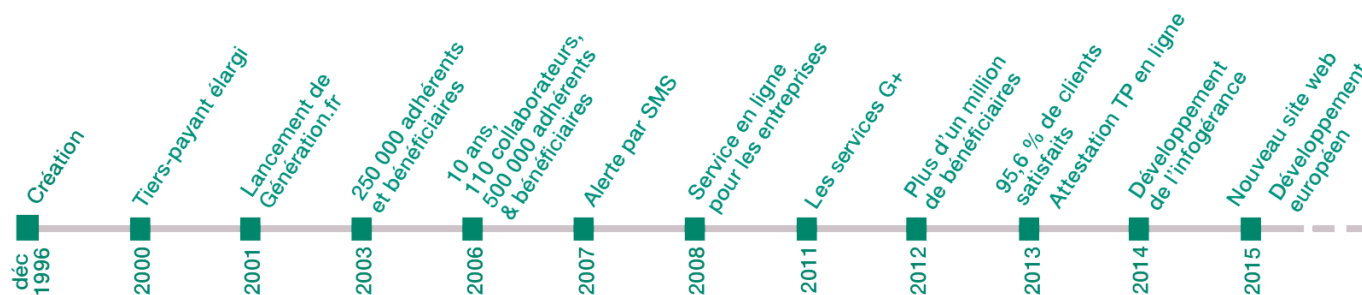 Création
déc
1996
Tiers-payant élargi
2000
Lancement de
Génération.fr
2001
250 000 adhérents
et bénéficiaires
2003
10 ans,
110 collaborateurs,
500 000 adhérents
& bénéficiaires
2006
Alerte par SMS
2007
Service en ligne
pour les entreprises
2008
Les services G+
2011
Plus d'un million
de bénéficiaires
2012
95,6 % de clients
satisfaits
Attestation TP en ligne
2013
Développement
de l'infogérance
2014
Nouveau site web
Développement
européen
2015